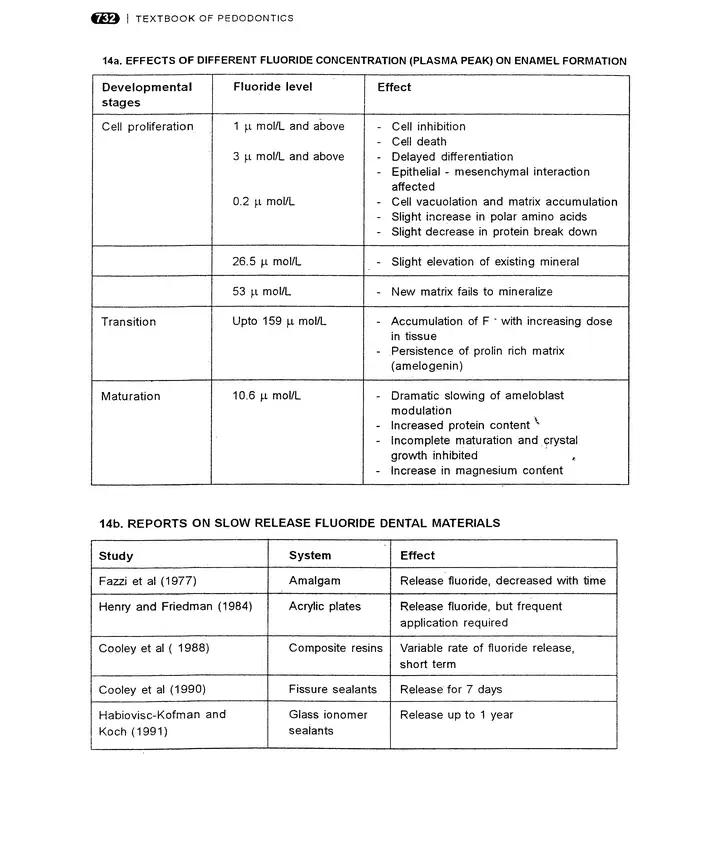 732 | TEXTBOOK OF PEDODONTICS
14a. EFFECTS OF DIFFERENT FLUORIDE CONCENTRATION (PLASMA PEAK) ON ENAMEL FORMATION
Developmental stages
Fluoride level
Effect
Cell proliferation
1 µ mol/L and above
- Cell inhibition
- Cell death
3 µ mol/L and above
- Delayed differentiation
- Epithelial - mesenchymal interaction
affected
0.2 µ mol/L
- Cell vacuolation and matrix accumulation
- Slight increase in polar amino acids
- Slight decrease in protein break down
26.5 µ mol/L
- Slight elevation of existing mineral
53 µ mol/L
- New matrix fails to mineralize
Transition
Upto 159 µ mol/L
- Accumulation of F - with increasing dose
in tissue
- Persistence of prolin rich matrix
(amelogenin)
Maturation
10.6 µ mol/L
- Dramatic slowing of ameloblast
modulation
- Increased protein content
- Incomplete maturation and crystal
growth inhibited
- Increase in magnesium content
14b. REPORTS ON SLOW RELEASE FLUORIDE DENTAL MATERIALS
Study
System
Effect
Fazzi et al (1977)
Amalgam
Release fluoride, decreased with time
Henry and Friedman (1984)
Acrylic plates
Release fluoride, but frequent
application required
Cooley et al ( 1988)
Composite resins
Variable rate of fluoride release,
short term
Cooley et al (1990)
Fissure sealants
Release for 7 days
Habiovisc-Kofman and
Koch (1991)
Glass ionomer
sealants
Release up to 1 year